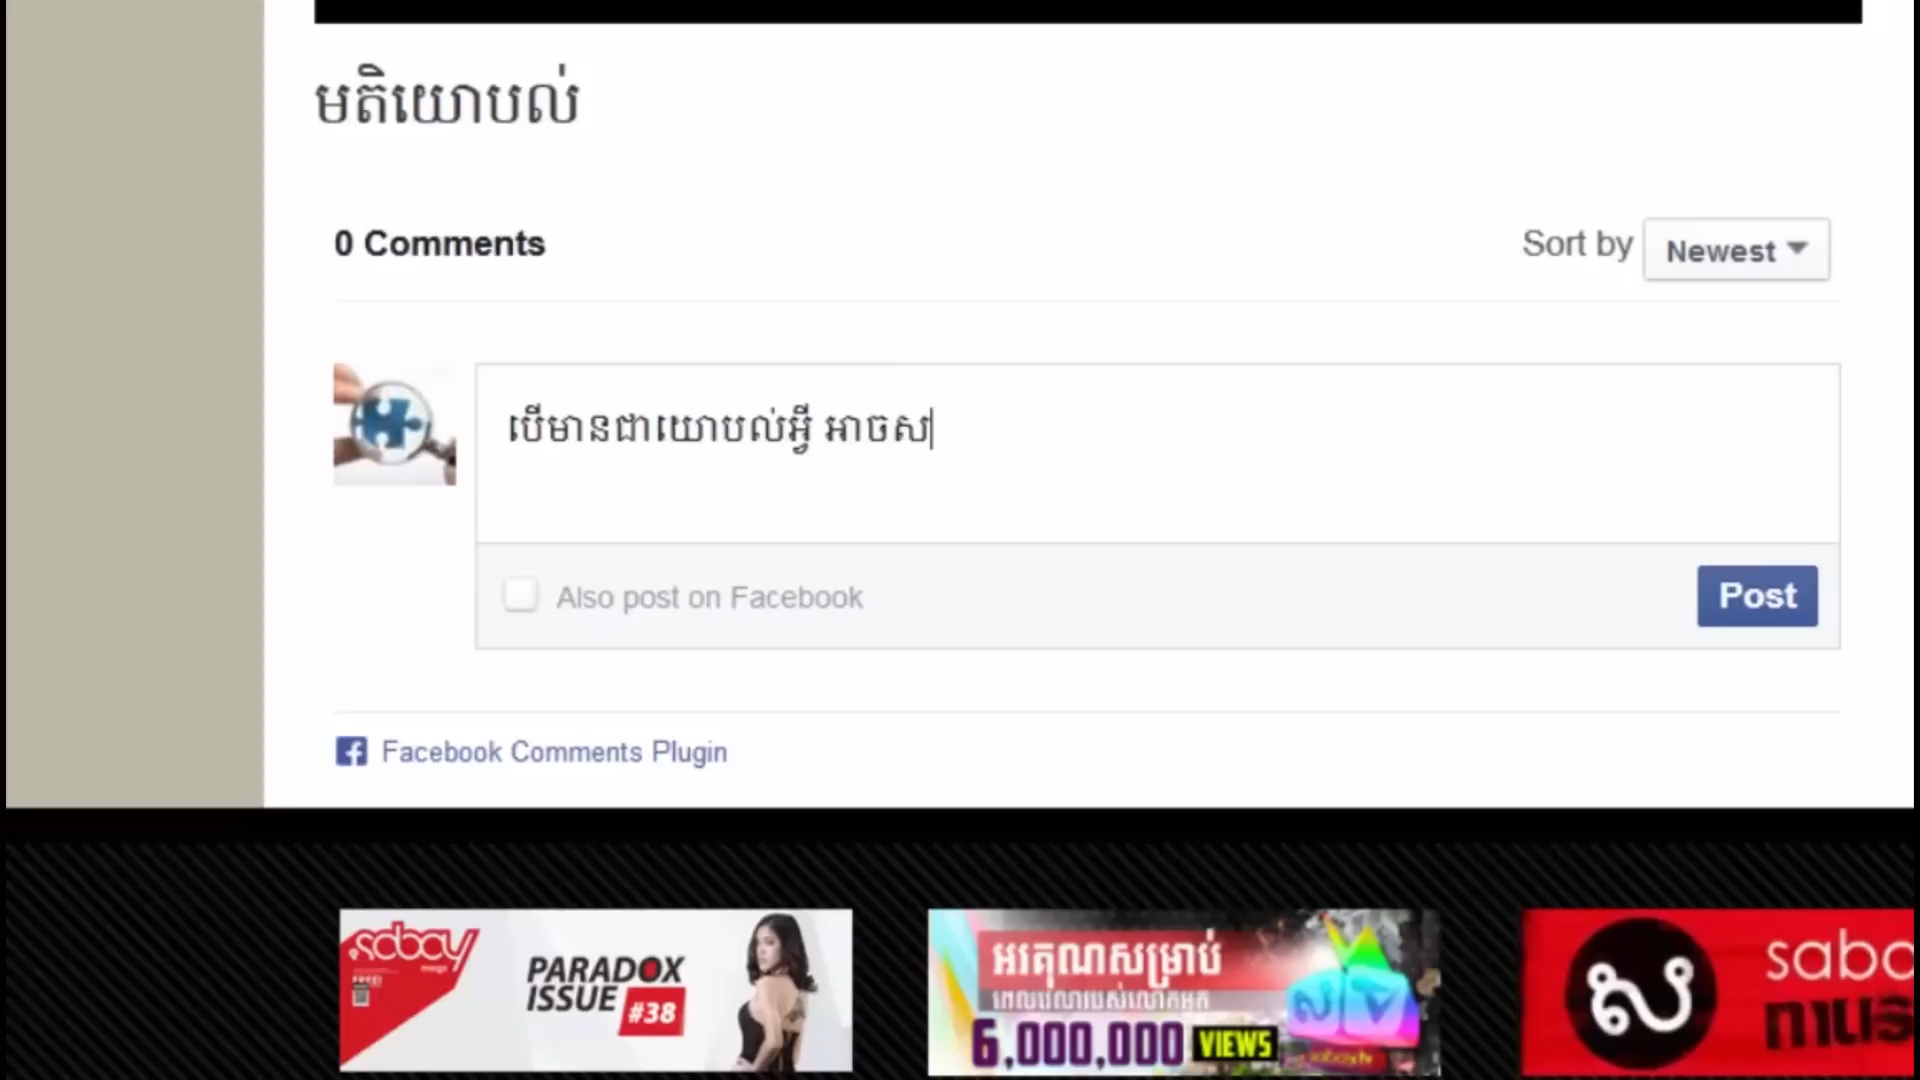 មតិយោបល់
0 Comments
Sort by Newest
បើមានជាយោបល់អ្វី អាចស
Also post on Facebook
Post
Facebook Comments Plugin
sabay
PARADOX
ISSUE #38
អរគុណសម្រាប់
6,000,000 VIEWS
ស
saba